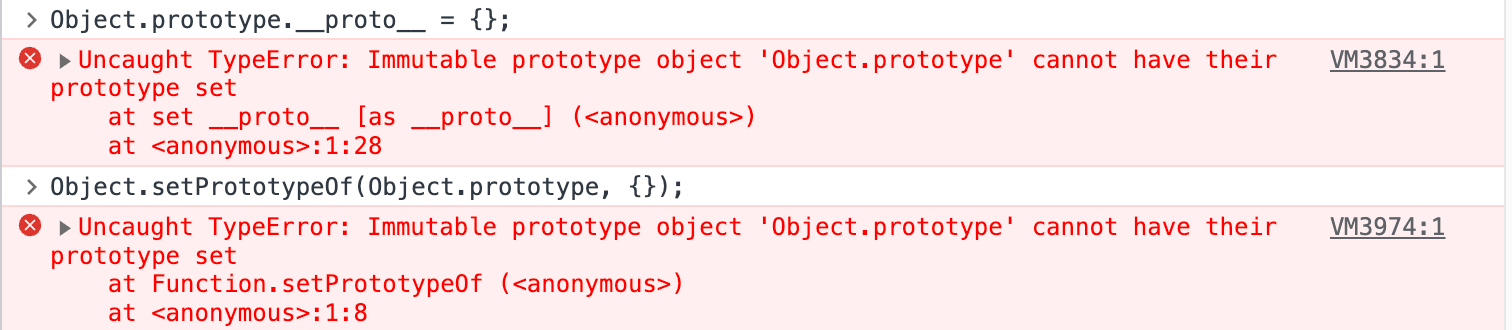 > Object.prototype.__proto__ = {};
▶Uncaught TypeError: Immutable prototype object 'Object.prototype' cannot have their VM3834:1
prototype set
at set __proto__ [as __proto__] (<anonymous>)
at <anonymous>:1:28
> Object.setPrototypeOf(Object.prototype, {});
▶Uncaught TypeError: Immutable prototype object 'Object.prototype' cannot have their VM3974:1
prototype set
at Function.setPrototypeOf (<anonymous>)
at <anonymous>:1:8